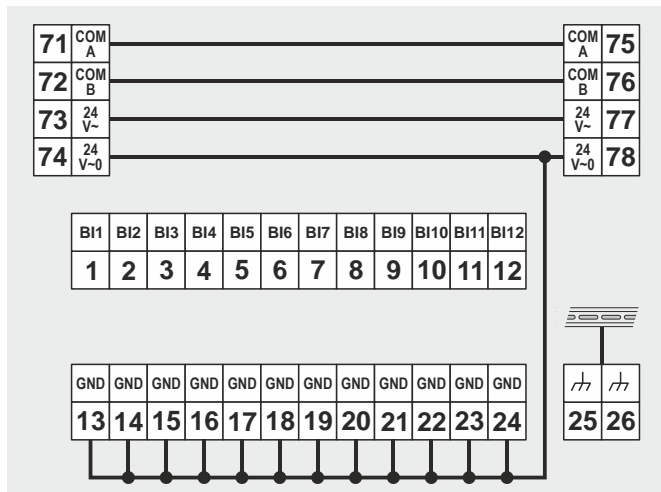 71 COM A COM A 75
72 COM B COM B 76
73 24 V~ 24 V~ 77
74 24 V~0 24 V~0 78
BI1 BI2 BI3 BI4 BI5 BI6 BI7 BI8 BI9 BI10 BI11 BI12
1 2 3 4 5 6 7 8 9 10 11 12
GND GND GND GND GND GND GND GND GND GND GND GND
13 14 15 16 17 18 19 20 21 22 23 24
25 26